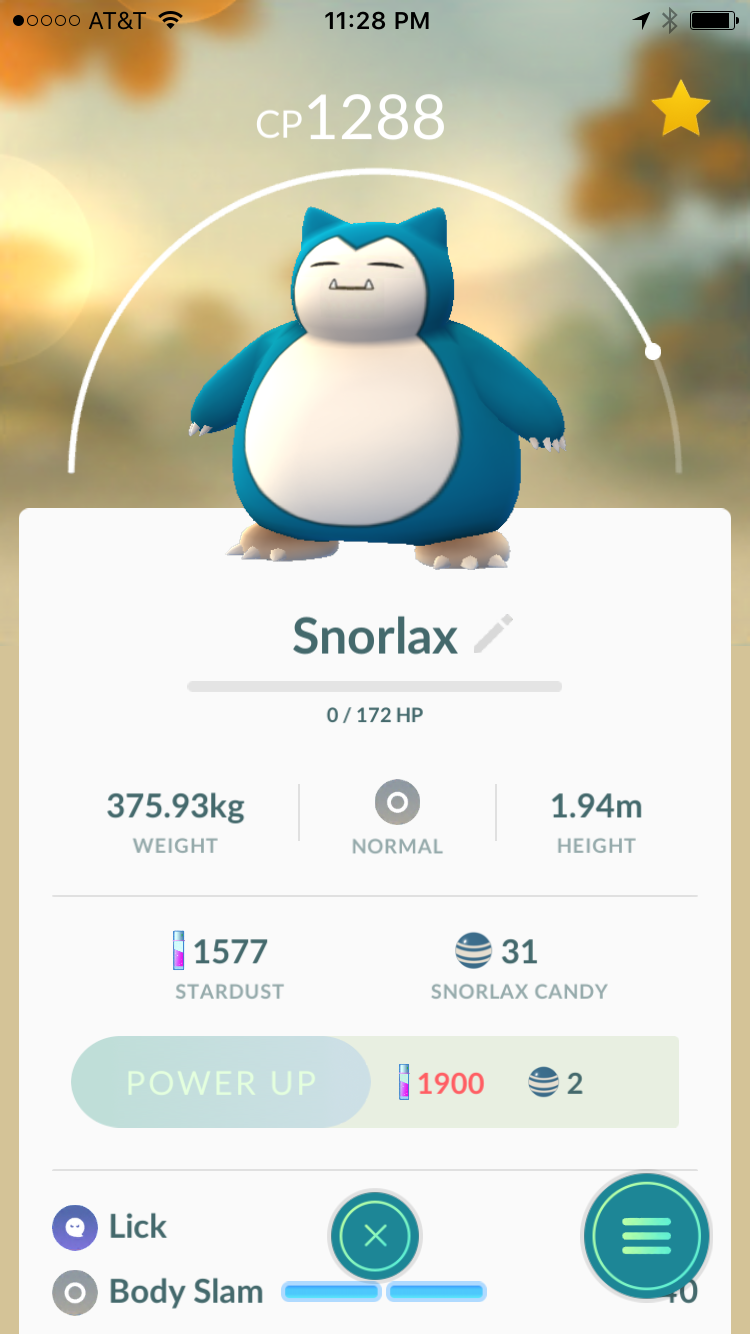 AT&T 11:28 PM
CP1288
Snorlax
0 / 172 HP
375.93kg 1.94m
WEIGHT NORMAL HEIGHT
1577 31
STARDUST SNORLAX CANDY
POWER UP 1900 2
Lick
Body Slam